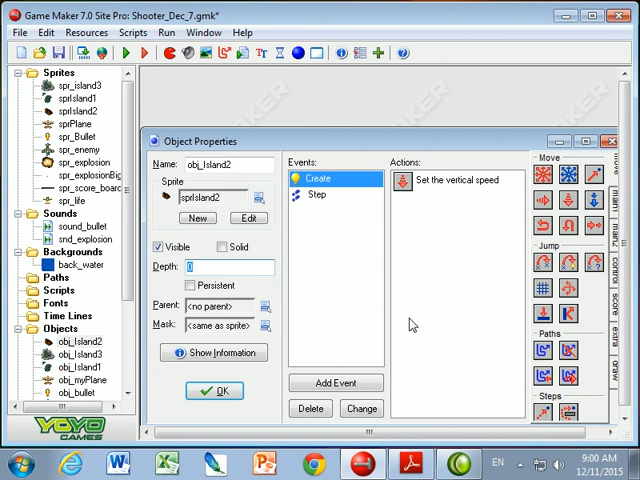 Game Maker 7.0 Site Pro: Shooter_Dec_7.gmk*
File Edit Resources Scripts Run Window Help
Sprites
spr_island3
sprIsland1
sprIsland2
sprPlane
spr_Bullet
spr_enemy
spr_explosion
spr_explosionBig
spr_score_board
spr_life
Sounds
sound_bullet
snd_explosion
Backgrounds
back_water
Paths
Scripts
Fonts
Time Lines
Objects
obj_Island2
obj_Island3
obj_Island1
obj_myPlane
obj_bullet
YOYO
GAMES
Object Properties
Name: obj_Island2
Sprite
sprIsland2
New Edit
Visible Solid
Depth: 0
Persistent
Parent: <no parent>
Mask: <same as sprite>
Show Information
OK
Events:
Create
Step
Add Event
Delete Change
Actions:
Set the vertical speed
Move
Jump
Paths
Steps
move
main1
main2
control
score
extra
draw
EN
9:00 AM
12/11/2015